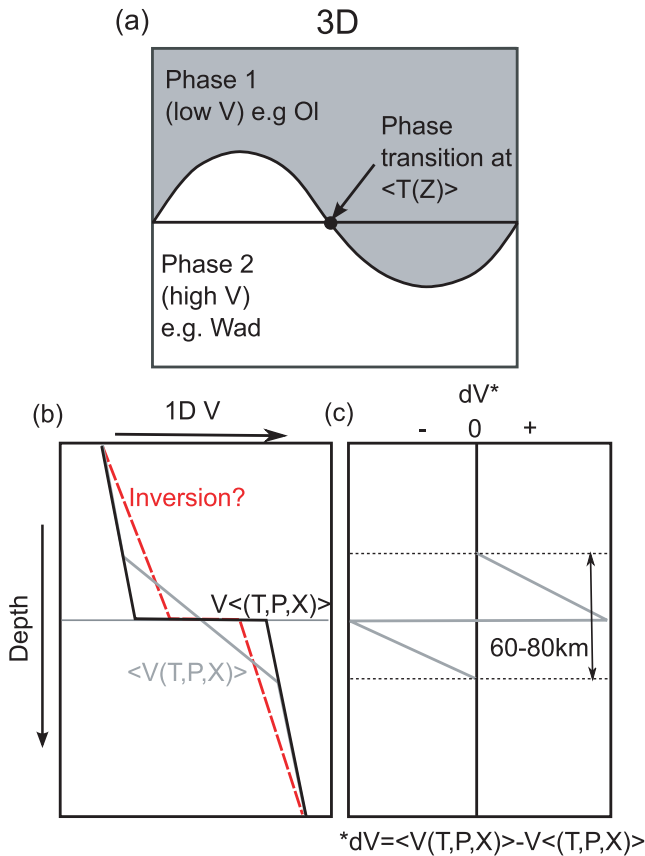 (a)
3D
Phase 1
(low V) e.g Ol
Phase
transition at
<T(Z)>
Phase 2
(high V)
e.g. Wad
(b)
1D V
(c)
dV*
- 0 +
Inversion?
V<(T,P,X)>
Depth
<V(T,P,X)>
60-80km
*dV=<V(T,P,X)>-V<(T,P,X)>